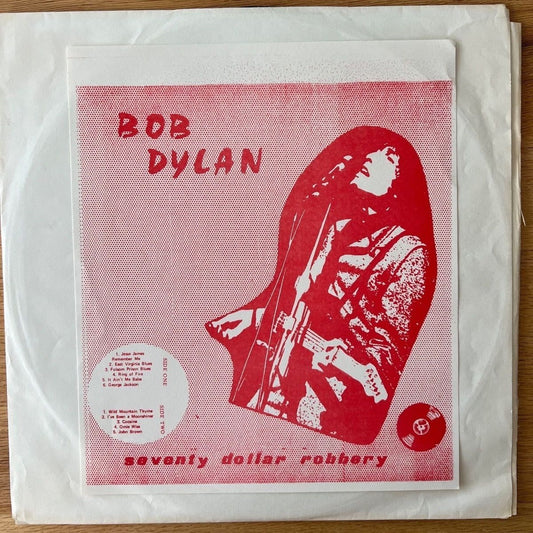 BOB
DYLAN
1. Jesse James
Remember Me
2. East Virginia Blues
3. Folsom Prison Blues
4. Ring of Fire
5. It Ain't Me Babe
6. George Jackson
SIDE ONE
1. Wild Mountain Thyme
2. I've Been a Moonshiner
3. Cocaine
4. Omie Wise
5. John Brown
SIDE TWO
seventy dollar robbery